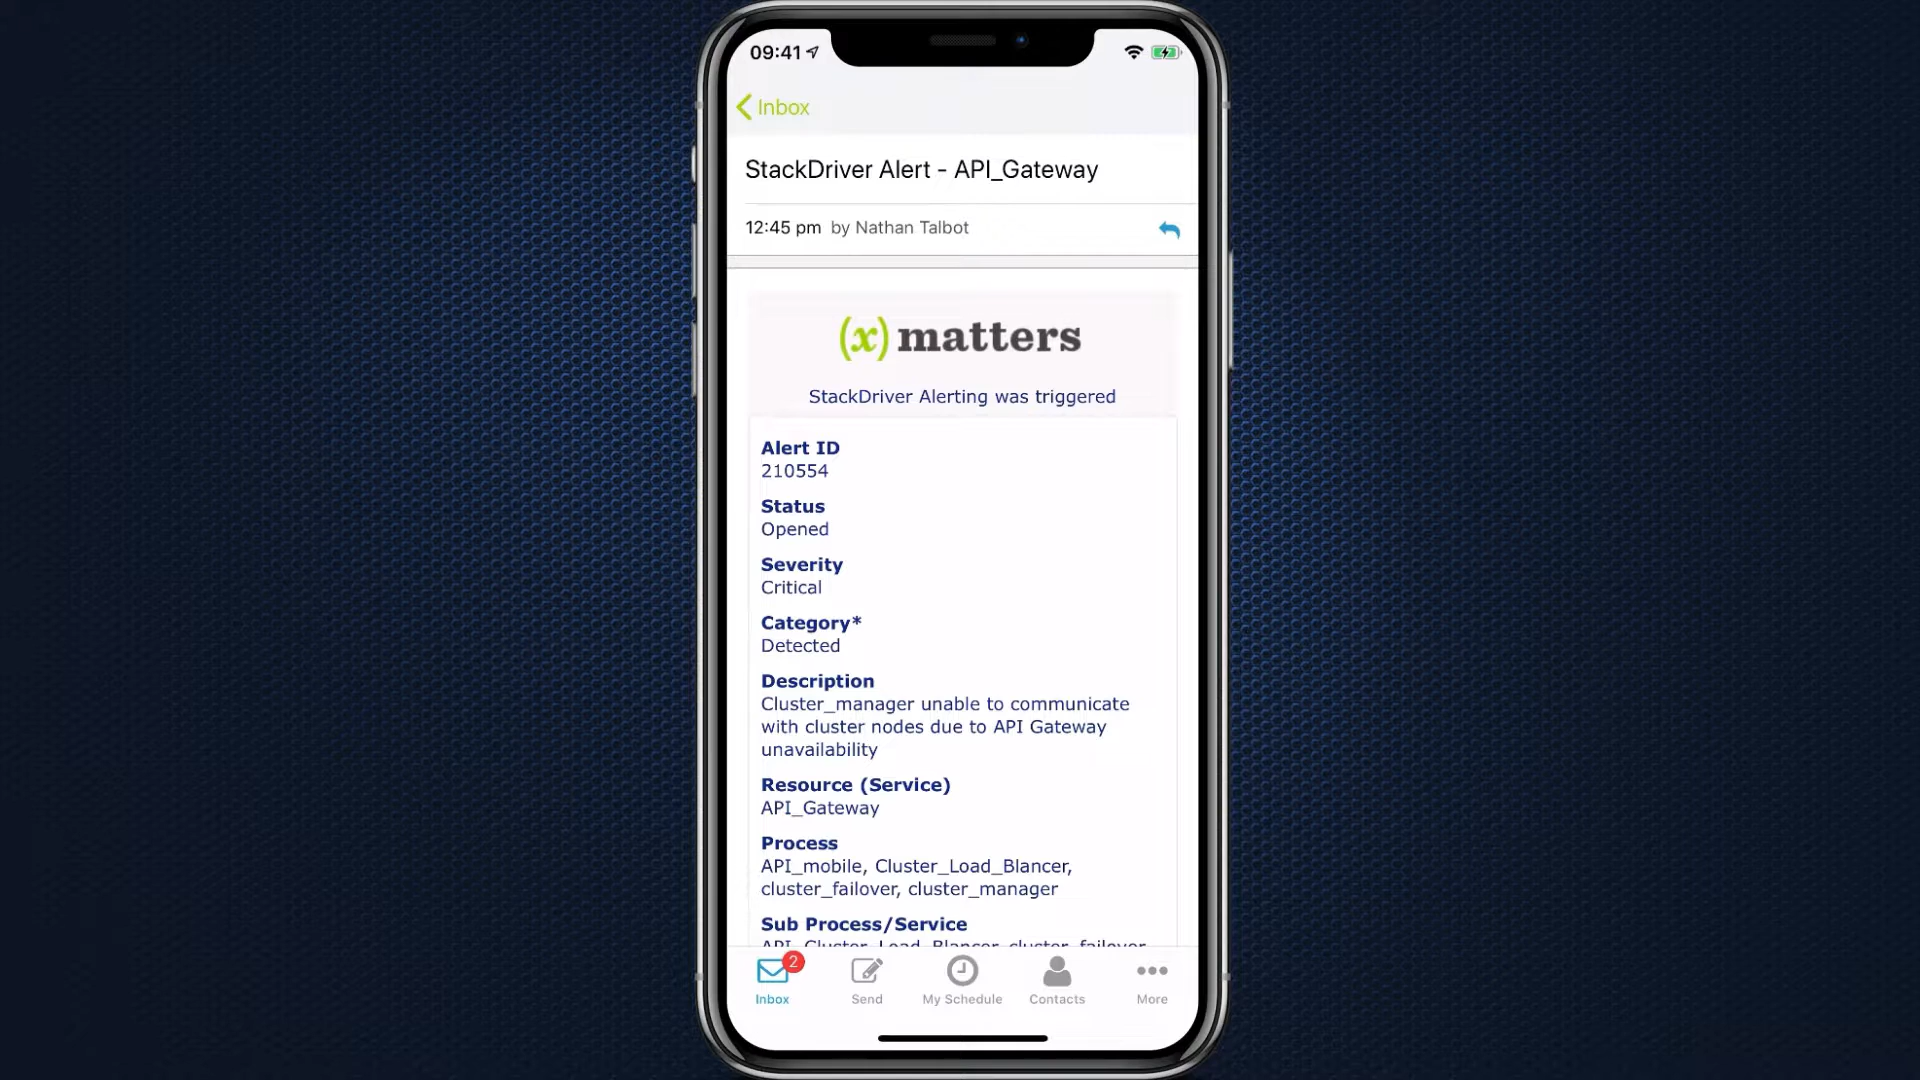 09:41
Inbox
StackDriver Alert - API_Gateway
12:45 pm by Nathan Talbot
(x) matters
StackDriver Alerting was triggered
Alert ID
210554
Status
Opened
Severity
Critical
Category*
Detected
Description
Cluster_manager unable to communicate
with cluster nodes due to API Gateway
unavailability
Resource (Service)
API_Gateway
Process
API_mobile, Cluster_Load_Blancer,
cluster_failover, cluster_manager
Sub Process/Service
API_Cluster_Load_Blancer, cluster_failover
2
Inbox Send My Schedule Contacts More